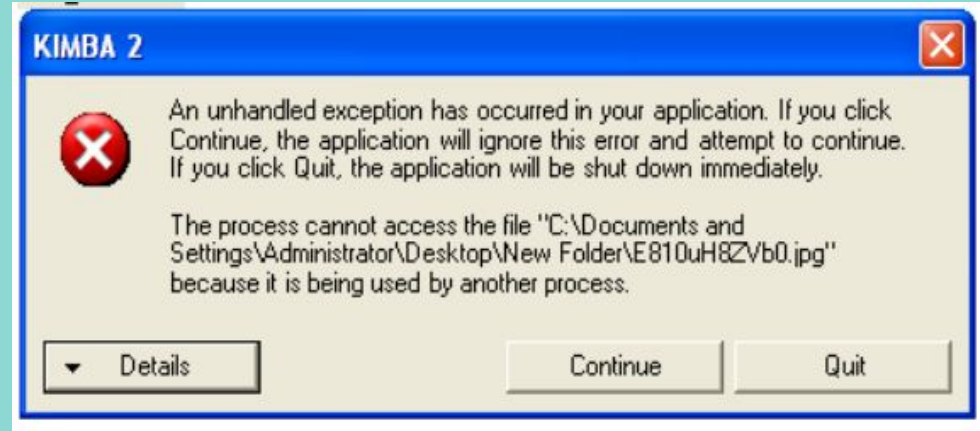 KIMBA 2
An unhandled exception has occurred in your application. If you click
Continue, the application will ignore this error and attempt to continue.
If you click Quit, the application will be shut down immediately.
The process cannot access the file "C:\Documents and
Settings\Administrator\Desktop\New Folder\E810uH8ZVb0.jpg"
because it is being used by another process.
Details
Continue
Quit